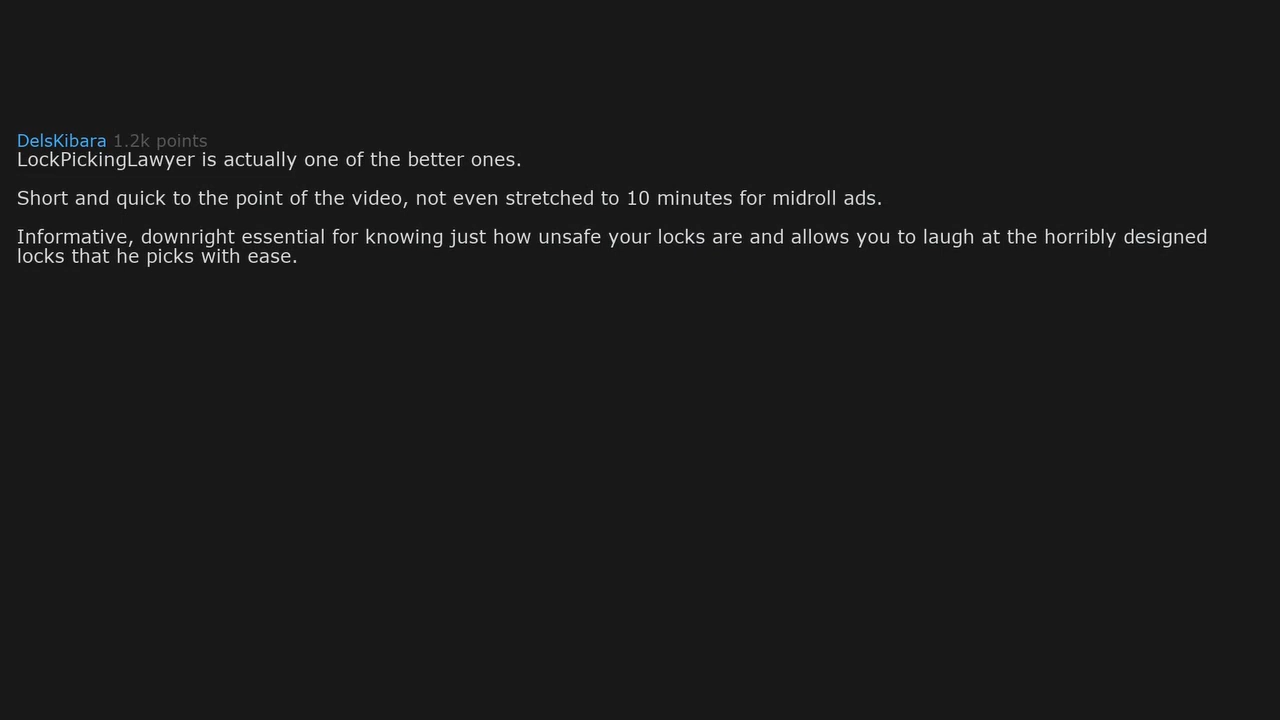 DelsKibara 1.2k points
LockPickingLawyer is actually one of the better ones.
Short and quick to the point of the video, not even stretched to 10 minutes for midroll ads.
Informative, downright essential for knowing just how unsafe your locks are and allows you to laugh at the horribly designed
locks that he picks with ease.